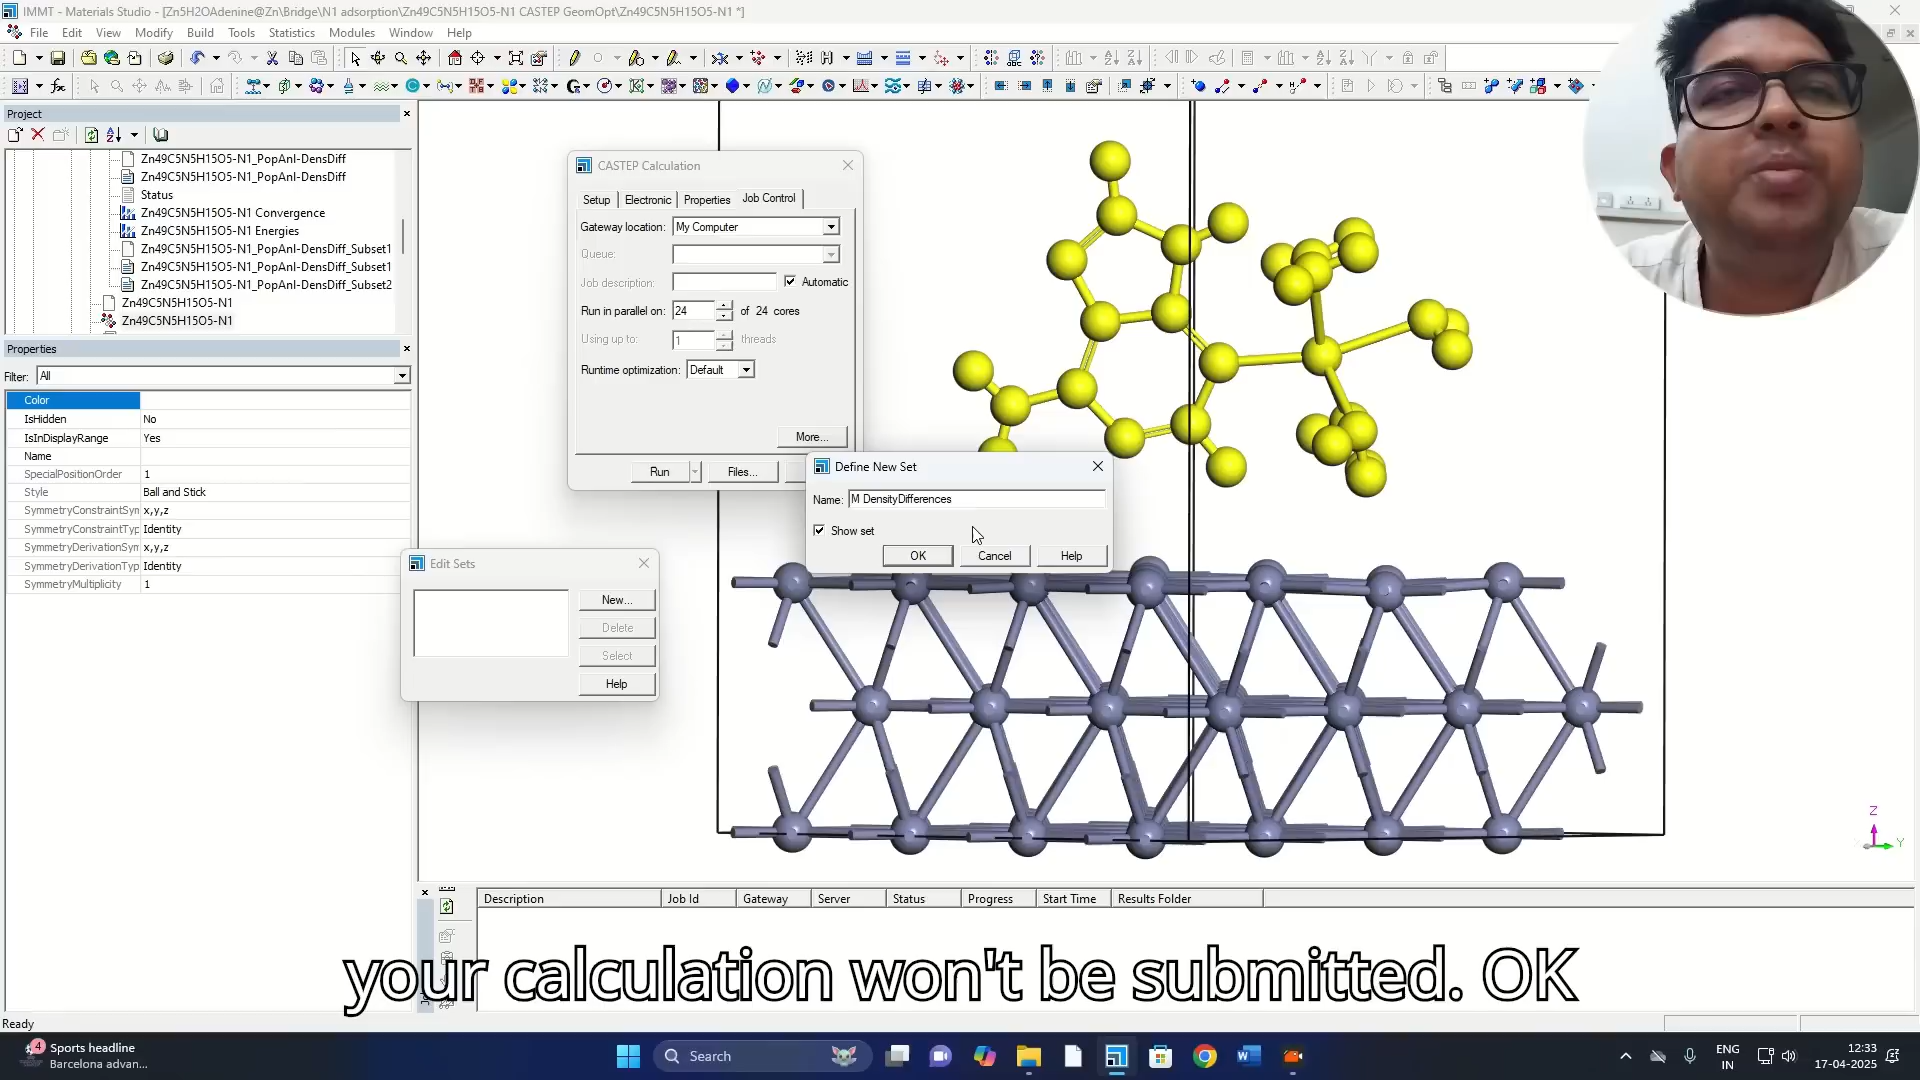 IMMT - Materials Studio - [Zn5H2OAdenine@Zn\Bridge\N1 adsorption\Zn49C5N5H15O5-N1 CASTEP GeomOpt\Zn49C5N5H15O5-N1 *]
File Edit View Modify Build Tools Statistics Modules Window Help
Project
Zn49C5N5H15O5-N1_PopAnl-DensDiff
Zn49C5N5H15O5-N1_PopAnl-DensDiff
Status
Zn49C5N5H15O5-N1 Convergence
Zn49C5N5H15O5-N1 Energies
Zn49C5N5H15O5-N1_PopAnl-DensDiff_Subset1
Zn49C5N5H15O5-N1_PopAnl-DensDiff_Subset1
Zn49C5N5H15O5-N1_PopAnl-DensDiff_Subset2
Zn49C5N5H15O5-N1
Zn49C5N5H15O5-N1
Properties
Filter: All
Color
IsHidden No
IsInDisplayRange Yes
Name
SpecialPositionOrder 1
Style Ball and Stick
SymmetryConstraintSyn x,y,z
SymmetryConstraintTyp Identity
SymmetryDerivationSyn x,y,z
SymmetryDerivationTyp Identity
SymmetryMultiplicity 1
CASTEP Calculation
Setup Electronic Properties Job Control
Gateway location: My Computer
Queue:
Job description: Automatic
Run in parallel on: 24 of 24 cores
Using up to: 1 threads
Runtime optimization: Default
More...
Run Files...
Define New Set
Name: M DensityDifferences
Show set
OK Cancel Help
Edit Sets
New...
Delete
Select
Help
Z
Y
Description Job Id Gateway Server Status Progress Start Time Results Folder
your calculation won't be submitted. OK
Ready
4
Sports headline
Barcelona advan...
Search
ENG
IN
12:33
17-04-2025